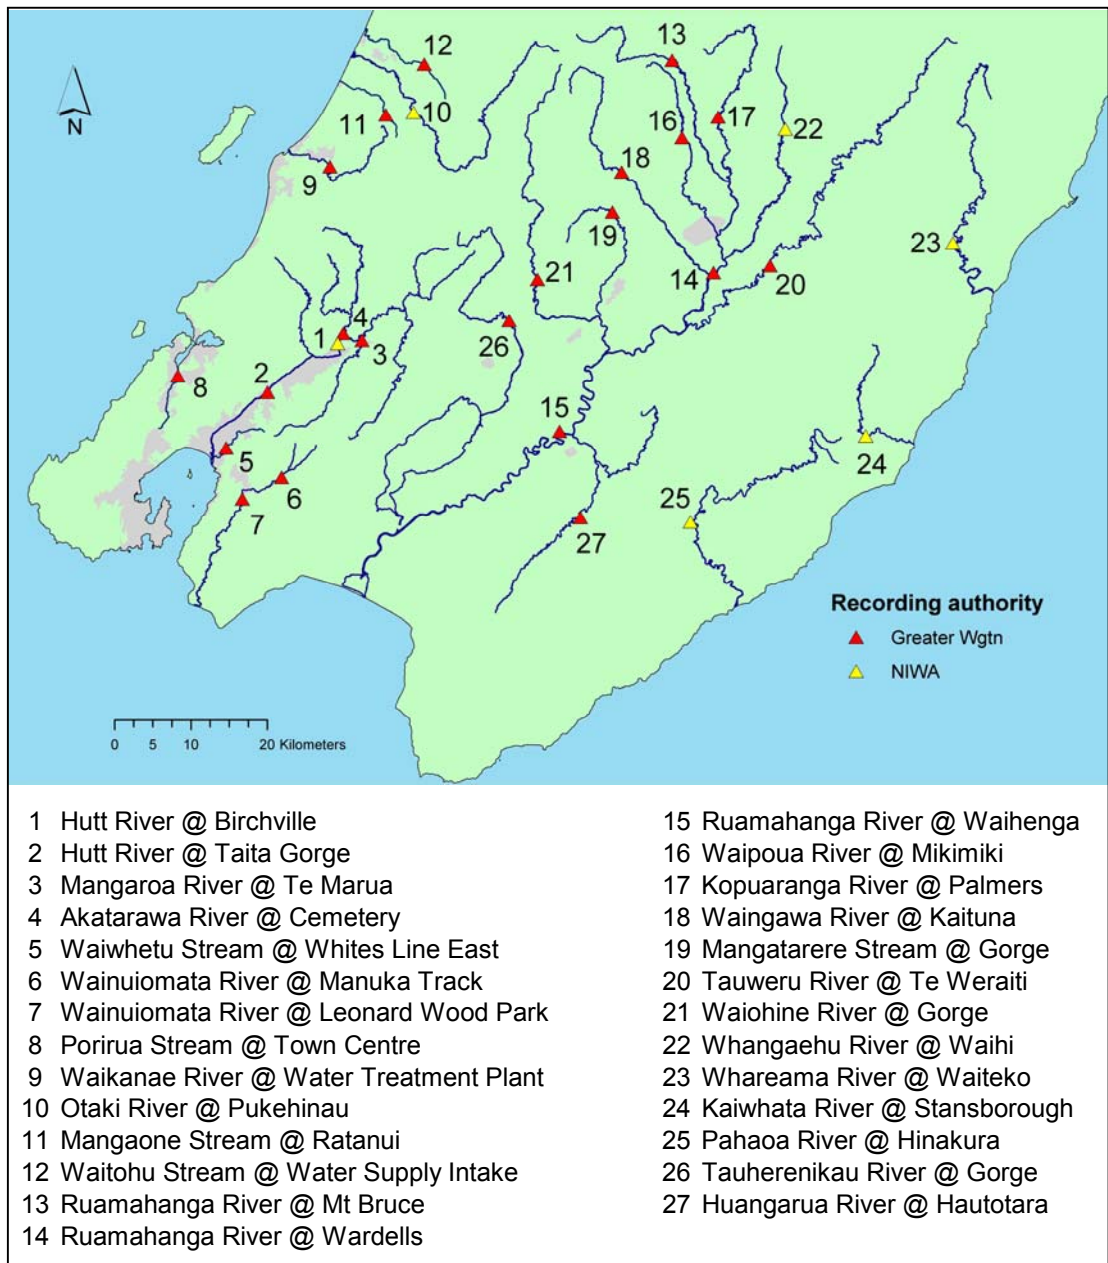 12
13
10
11
17
16
22
18
9
19
23
21
14
20
4
1
3
26
8
2
15
5
24
6
25
7
27
N
Recording authority
Greater Wgtn
NIWA
0 5 10 20 Kilometers
1 Hutt River @ Birchville
2 Hutt River @ Taita Gorge
3 Mangaroa River @ Te Marua
4 Akatarawa River @ Cemetery
5 Waiwhetu Stream @ Whites Line East
6 Wainuiomata River @ Manuka Track
7 Wainuiomata River @ Leonard Wood Park
8 Porirua Stream @ Town Centre
9 Waikanae River @ Water Treatment Plant
10 Otaki River @ Pukehinau
11 Mangaone Stream @ Ratanui
12 Waitohu Stream @ Water Supply Intake
13 Ruamahanga River @ Mt Bruce
14 Ruamahanga River @ Wardells
15 Ruamahanga River @ Waihenga
16 Waipoua River @ Mikimiki
17 Kopuaranga River @ Palmers
18 Waingawa River @ Kaituna
19 Mangatarere Stream @ Gorge
20 Tauweru River @ Te Weraiti
21 Waiohine River @ Gorge
22 Whangaehu River @ Waihi
23 Whareama River @ Waiteko
24 Kaiwhata River @ Stansborough
25 Pahaoa River @ Hinakura
26 Tauherenikau River @ Gorge
27 Huangarua River @ Hautotara